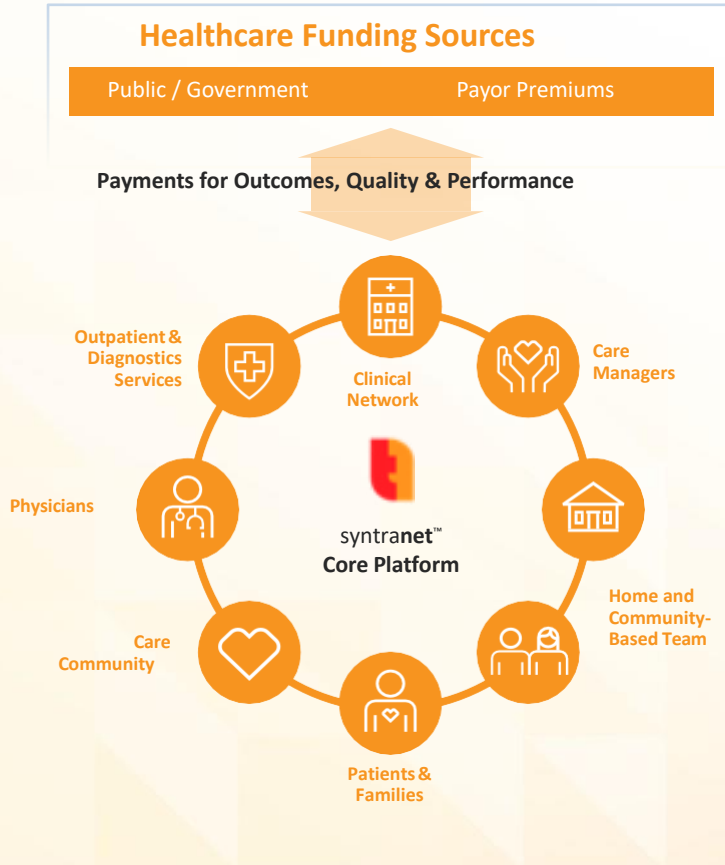 Healthcare Funding Sources
Public / Government
Payor Premiums
Payments for Outcomes, Quality & Performance
Outpatient &
Diagnostics
Services
Clinical
Network
Care
Managers
Physicians
syntranet™
Core Platform
Home and
Community-
Based Team
Care
Community
Patients &
Families